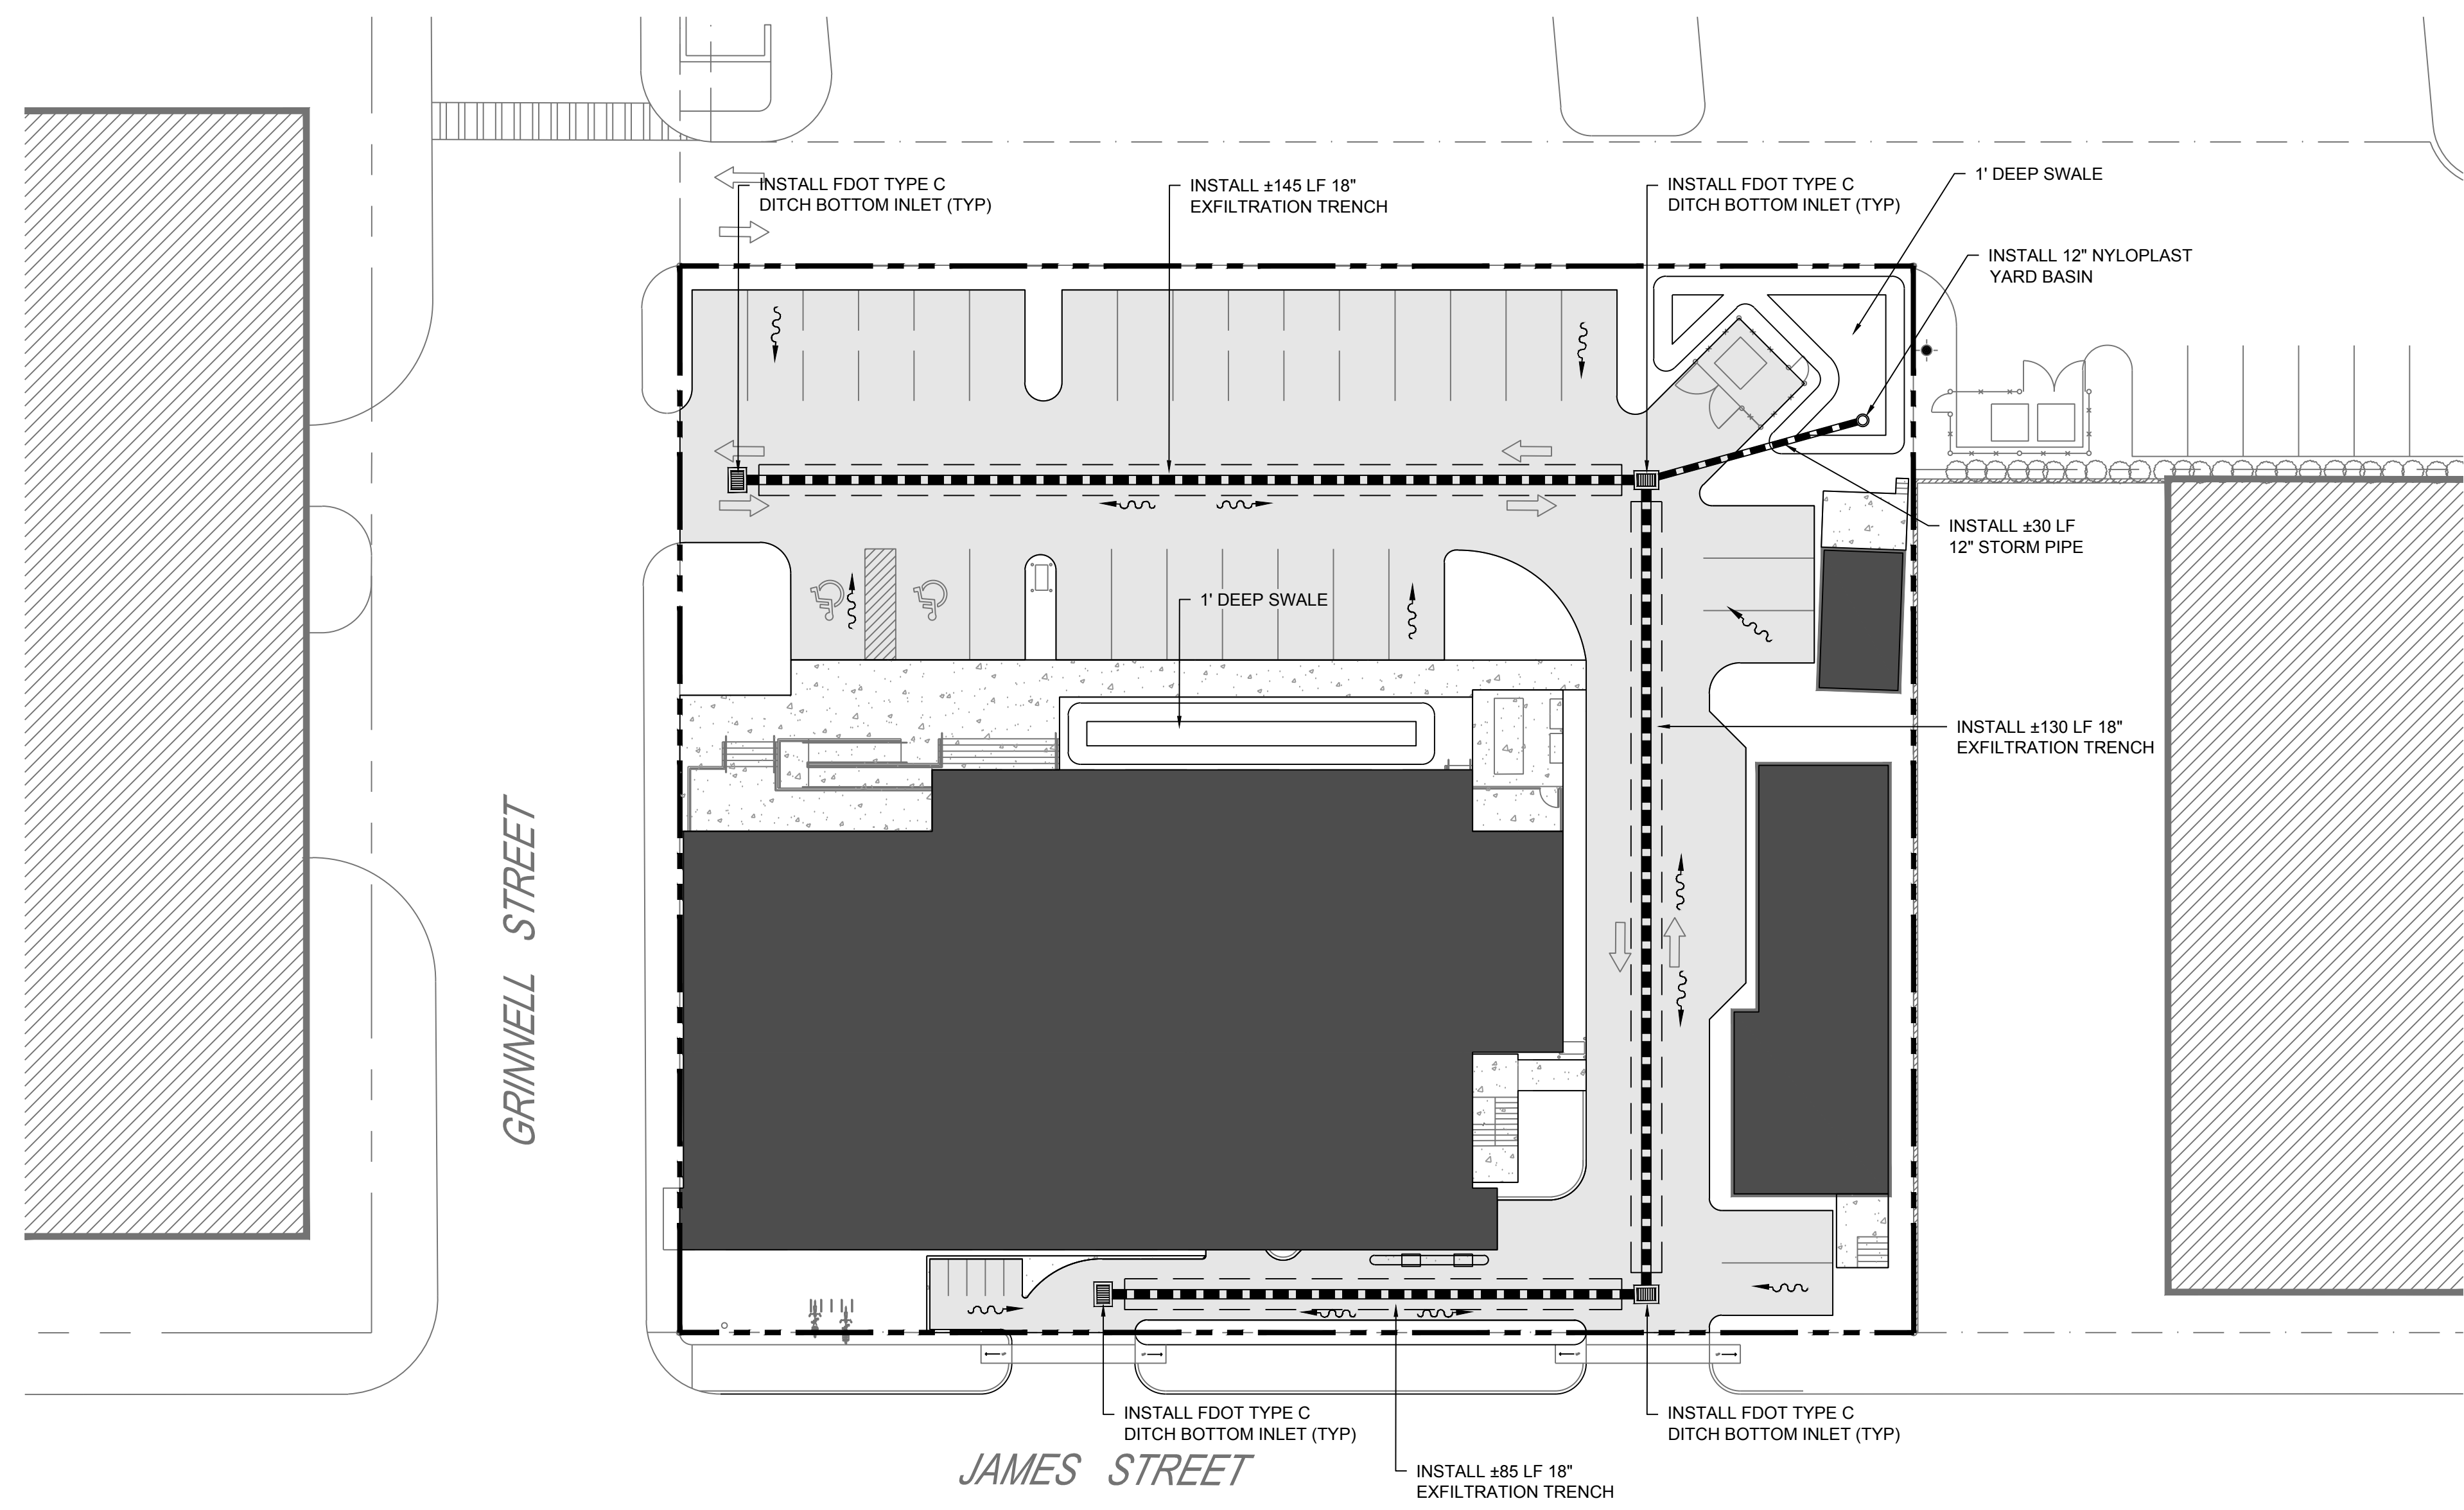 INSTALL FDOT TYPE C
DITCH BOTTOM INLET (TYP)
INSTALL ±145 LF 18"
EXFILTRATION TRENCH
INSTALL FDOT TYPE C
DITCH BOTTOM INLET (TYP)
1' DEEP SWALE
INSTALL 12" NYLOPLAST
YARD BASIN
INSTALL ±30 LF
12" STORM PIPE
1' DEEP SWALE
INSTALL ±130 LF 18"
EXFILTRATION TRENCH
GRINNELL STREET
INSTALL FDOT TYPE C
DITCH BOTTOM INLET (TYP)
INSTALL FDOT TYPE C
DITCH BOTTOM INLET (TYP)
JAMES STREET
INSTALL ±85 LF 18"
EXFILTRATION TRENCH